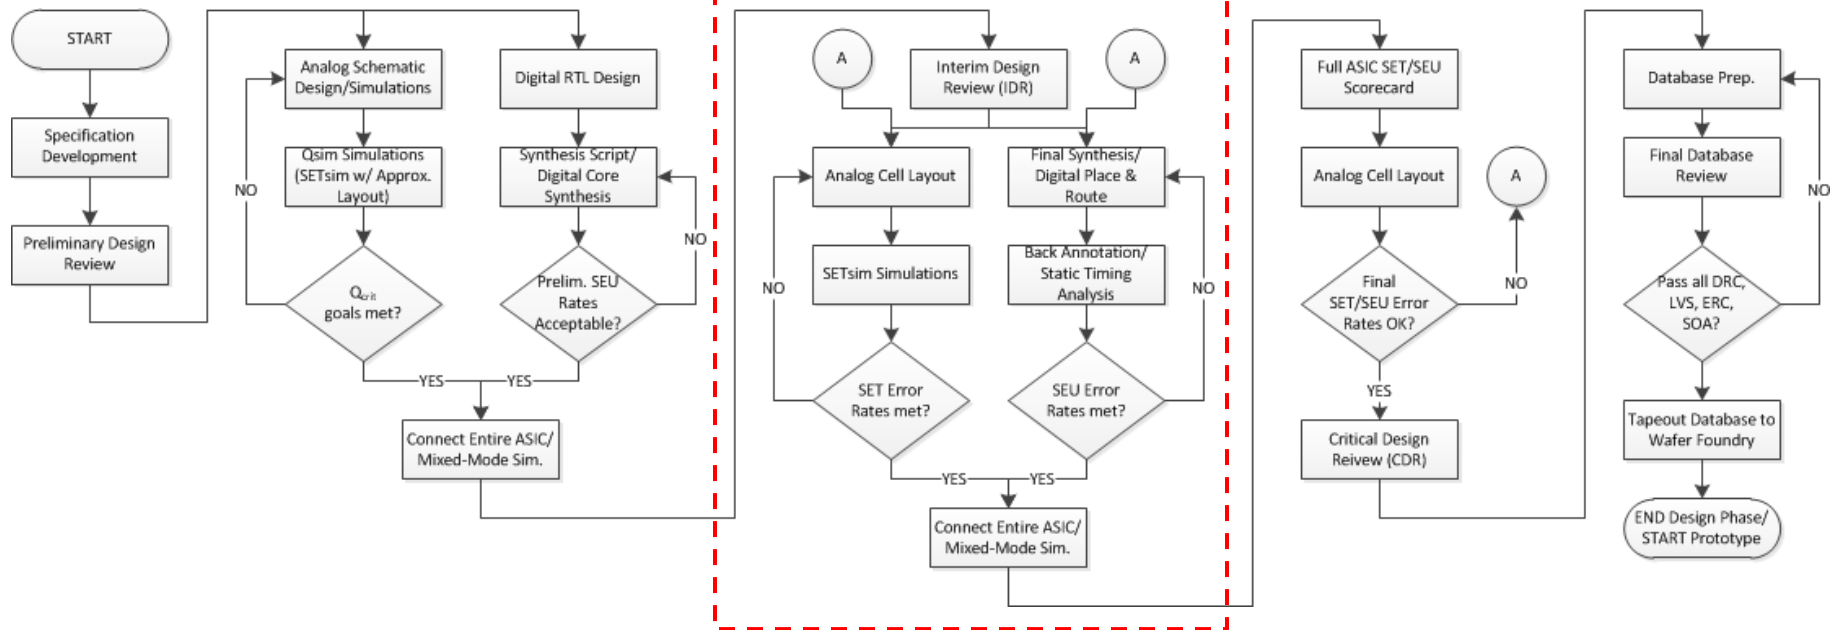 START
Specification
Development
Preliminary Design
Review
Analog Schematic
Design/Simulations
Qsim Simulations
(SETsim w/ Approx.
Layout)
NO
Qcrit
goals met?
YES
Digital RTL Design
Synthesis Script/
Digital Core
Synthesis
NO
Prelim. SEU
Rates
Acceptable?
YES
Connect Entire ASIC/
Mixed-Mode Sim.
A
Interim Design
Review (IDR)
A
Analog Cell Layout
SETsim Simulations
NO
SET Error
Rates met?
YES
Final Synthesis/
Digital Place &
Route
Back Annotation/
Static Timing
Analysis
NO
SEU Error
Rates met?
YES
Connect Entire ASIC/
Mixed-Mode Sim.
Full ASIC SET/SEU
Scorecard
Analog Cell Layout
A
NO
Final
SET/SEU Error
Rates OK?
YES
Critical Design
Reivew (CDR)
Database Prep.
Final Database
Review
NO
Pass all DRC,
LVS, ERC,
SOA?
Tapeout Database to
Wafer Foundry
END Design Phase/
START Prototype